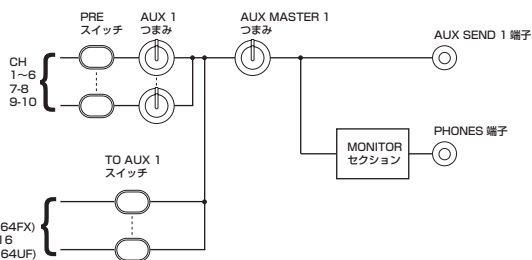 PRE
スイッチ
AUX 1
つまみ
AUX MASTER 1
つまみ
AUX SEND 1 端子
CH
1~6
7-8
9-10
PHONES 端子
MONITOR
セクション
TO AUX 1
スイッチ
64FX)
16
64UF)